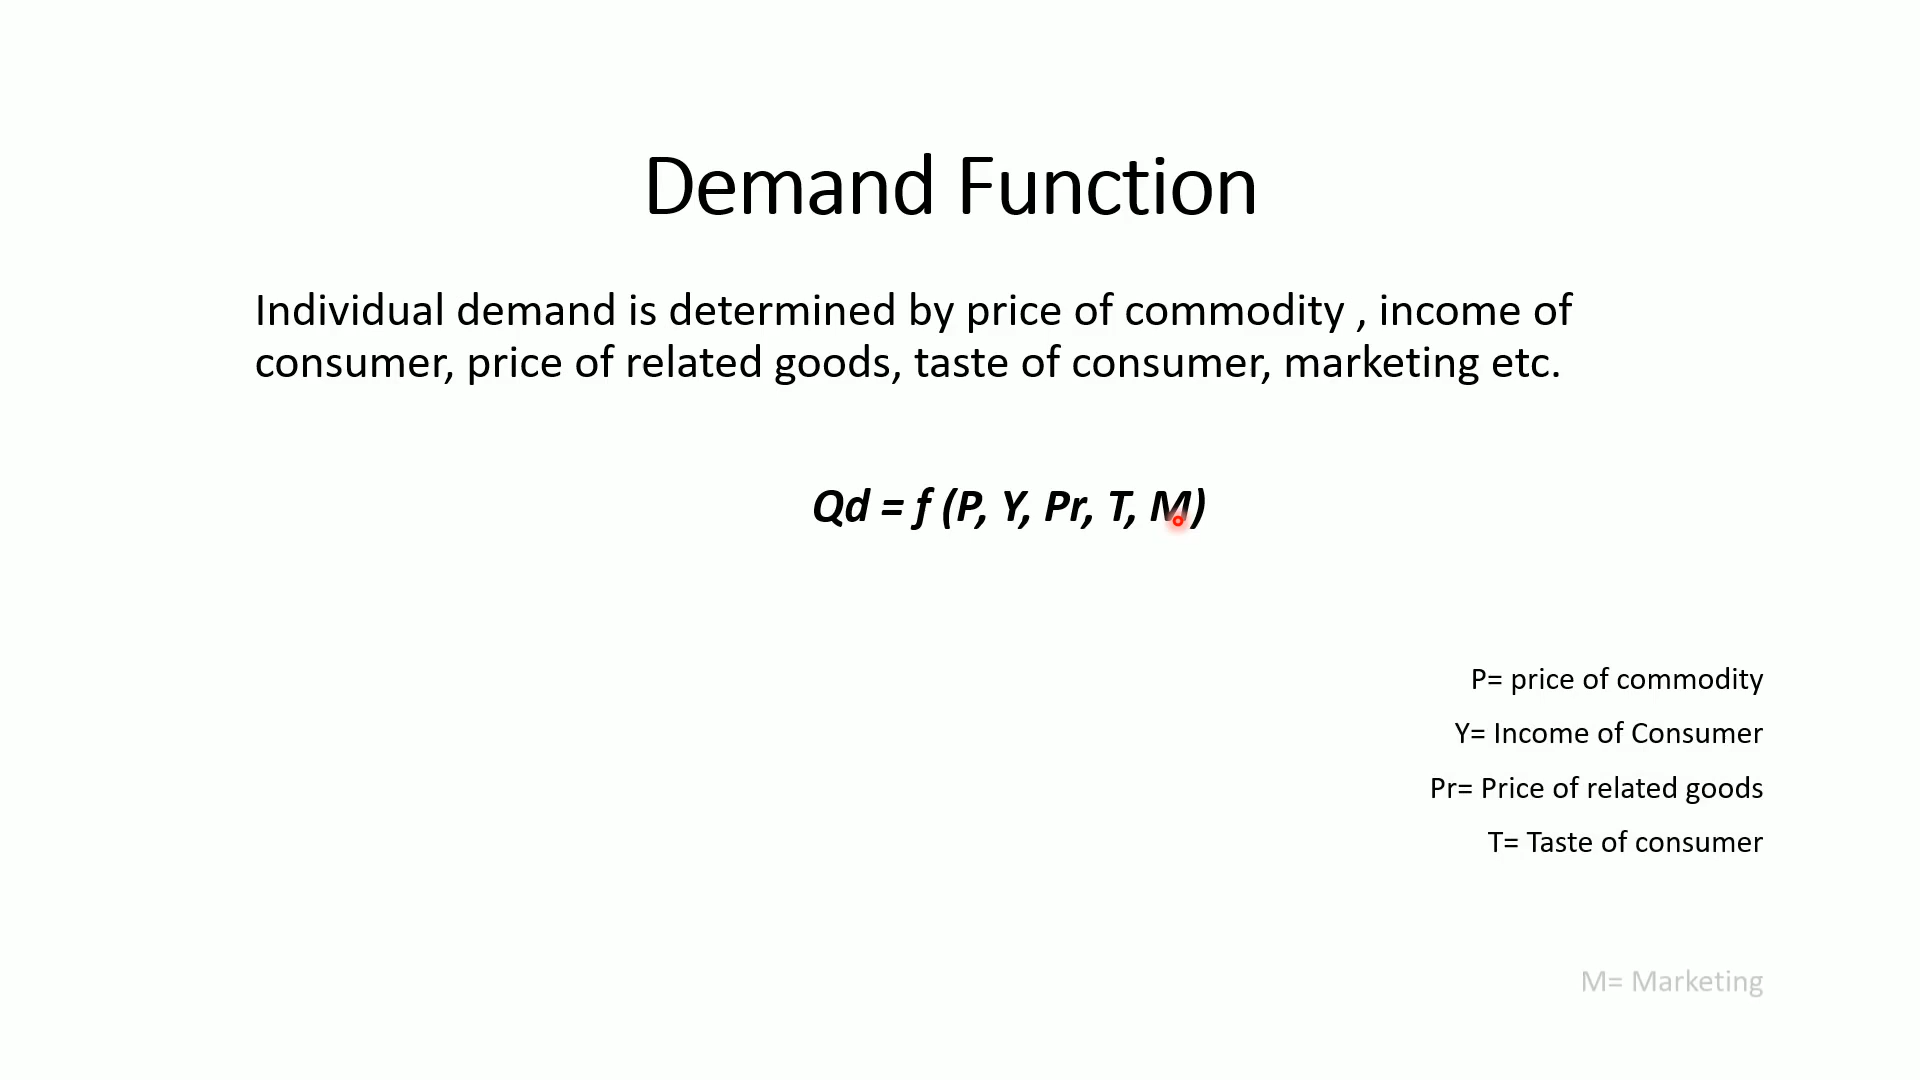 Demand Function
Individual demand is determined by price of commodity , income of
consumer, price of related goods, taste of consumer, marketing etc.
Qd = f (P, Y, Pr, T, M)
P= price of commodity
Y= Income of Consumer
Pr= Price of related goods
T= Taste of consumer
M= Marketing